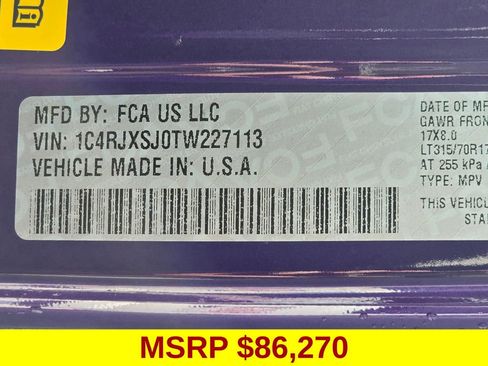 MFD BY: FCA US LLC
VIN: 1C4RJXSJ0TW227113
VEHICLE MADE IN: U.S.A.
DATE OF M
GAWR FRON
17X8.0
LT315/70R17
AT 255 kPa
TYPE: MPV
THIS VEHICL
STA
MSRP $86,270